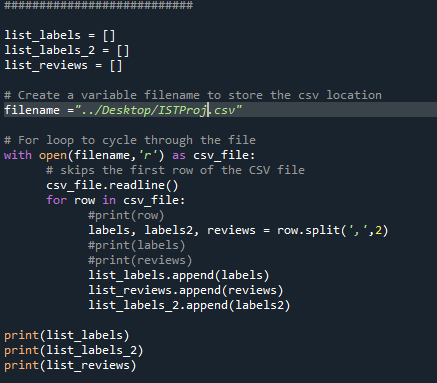 ###########################
list_labels = []
list_labels_2 = []
list_reviews = []
# Create a variable filename to store the csv location
filename ="../Desktop/ISTProj.csv"
# For loop to cycle through the file
with open(filename,'r') as csv_file:
# skips the first row of the CSV file
csv_file.readline()
for row in csv_file:
#print(row)
labels, labels2, reviews = row.split(',',2)
#print(labels)
#print(reviews)
list_labels.append(labels)
list_reviews.append(reviews)
list_labels_2.append(labels2)
print(list_labels)
print(list_labels_2)
print(list_reviews)